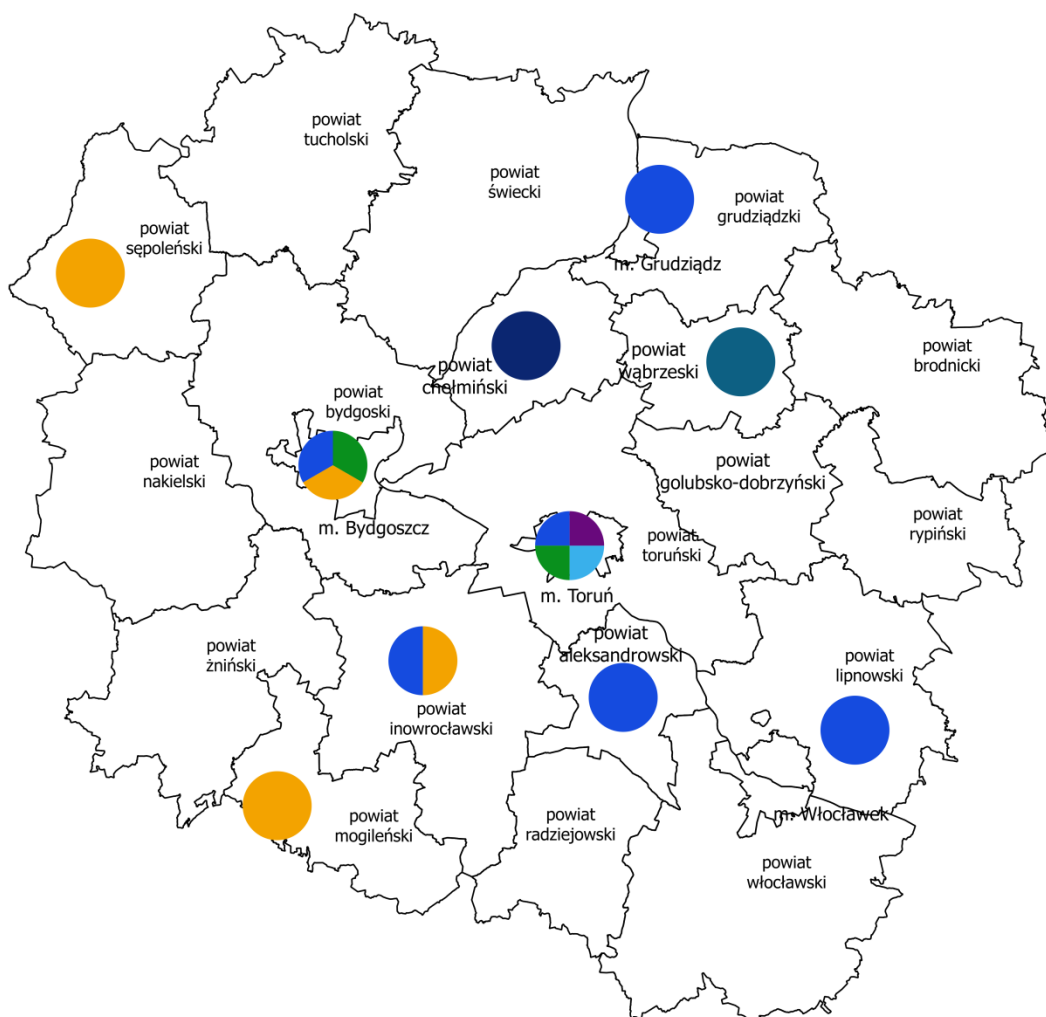 powiat
tucholski
powiat
świecki
powiat
grudziądzki
powiat
sępoleński
m. Grudziądz
powiat
brodnicki
powiat
wąbrzeski
powiat
chełmiński
powiat
bydgoski
powiat
nakielski
powiat
golubsko-dobrzyński
powiat
rypiński
m. Bydgoszcz
powiat
toruński
m. Toruń
powiat
aleksandrowski
powiat
żniński
powiat
lipnowski
powiat
inowrocławski
m. Włocławek
powiat
mogileński
powiat
radziejowski
powiat
włocławski